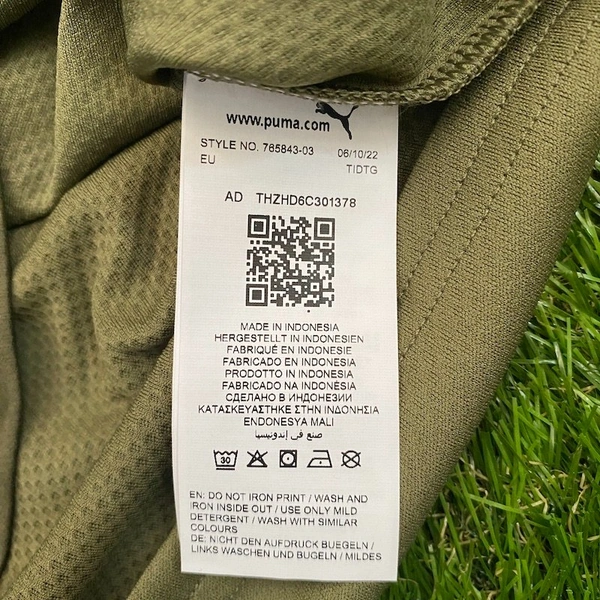 www.puma.com
STYLE NO. 765843-03 06/10/22
EU TIDTG
AD THZHD6C301378
MADE IN INDONESIA
HERGESTELLT IN INDONESIEN
FABRIQUÉ EN INDONESIE
FABRICADO EN INDONESIA
PRODOTTO IN INDONESIA
FABRICADO NA INDONÉSIA
СДЕЛАНО В ИНДОНЕЗИИ
ΚΑΤΑΣΚΕΥΑΣΤΗΚΕ ΣΤΗΝ ΙΝΔΟΝΗΣΙΑ
ENDONESYA MALI
صنع في إندونيسيا
30
EN: DO NOT IRON PRINT / WASH AND
IRON INSIDE OUT / USE ONLY MILD
DETERGENT / WASH WITH SIMILAR
COLOURS
DE: NICHT DEN AUFDRUCK BUEGELN /
LINKS WASCHEN UND BUGELN / MILDES